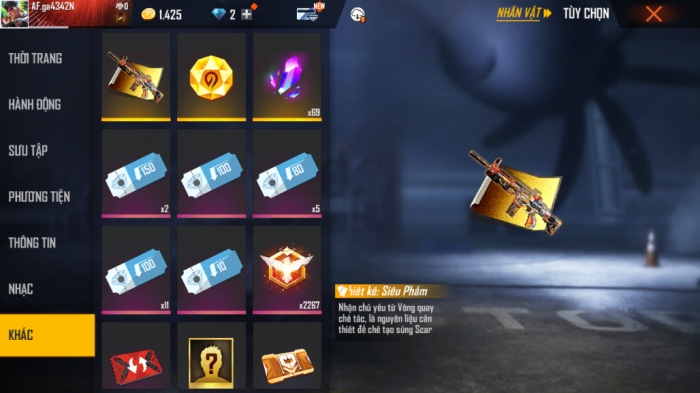 AF.ga4342N
0
1.425
2
NEW
NHÂN VẬT
TÙY CHỌN
THỜI TRANG
HÀNH ĐỘNG
SƯU TẬP
PHƯƠNG TIỆN
THÔNG TIN
NHẠC
KHÁC
x69
150
100
80
x2
x5
100
10
x11
x2267
?
Thiết kế: Siêu Phẩm
Nhận chủ yếu từ Vòng quay
chế tác, là nguyên liệu cần
thiết để chế tạo súng Scar